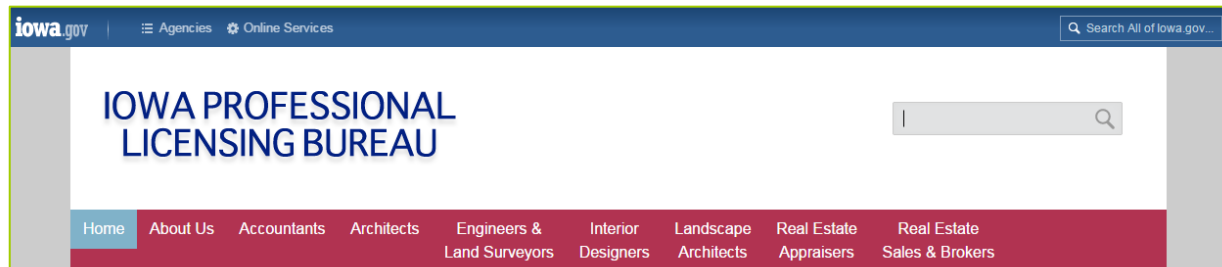 iowa.gov Agencies Online Services Search All of Iowa.gov...
IOWA PROFESSIONAL
LICENSING BUREAU
Home About Us Accountants Architects Engineers & Interior Landscape Real Estate Real Estate
Land Surveyors Designers Architects Appraisers Sales & Brokers